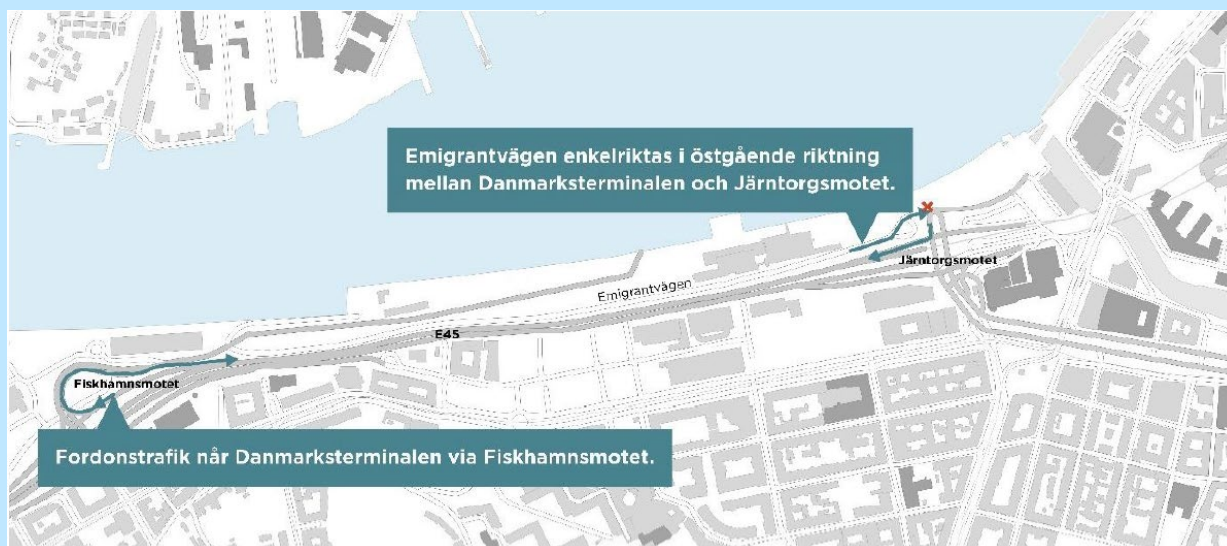 Emigrantvägen enkelriktas i östgående riktning
mellan Danmarksterminalen och Järntorgsmotet.
Järntorgsmotet
Emigrantvägen
E45
Fiskhamnsmotet
Fordonstrafik når Danmarksterminalen via Fiskhamnsmotet.